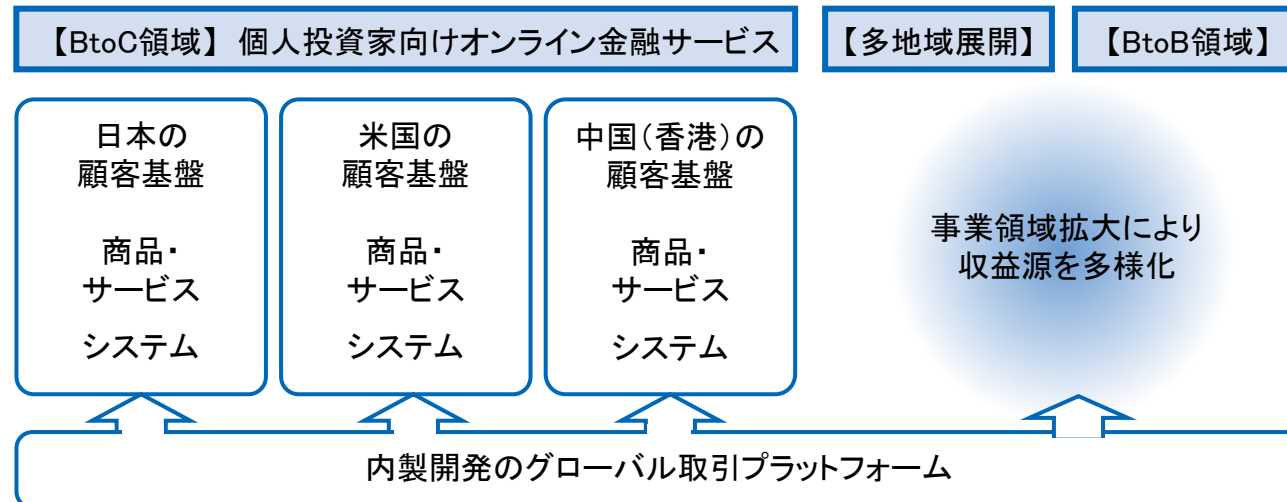 【BtoC領域】 個人投資家向けオンライン金融サービス
【多地域展開】
【BtoB領域】
日本の
顧客基盤
商品・
サービス
システム
米国の
顧客基盤
商品・
サービス
システム
中国(香港)の
顧客基盤
商品・
サービス
システム
事業領域拡大により
収益源を多様化
内製開発のグローバル取引プラットフォーム